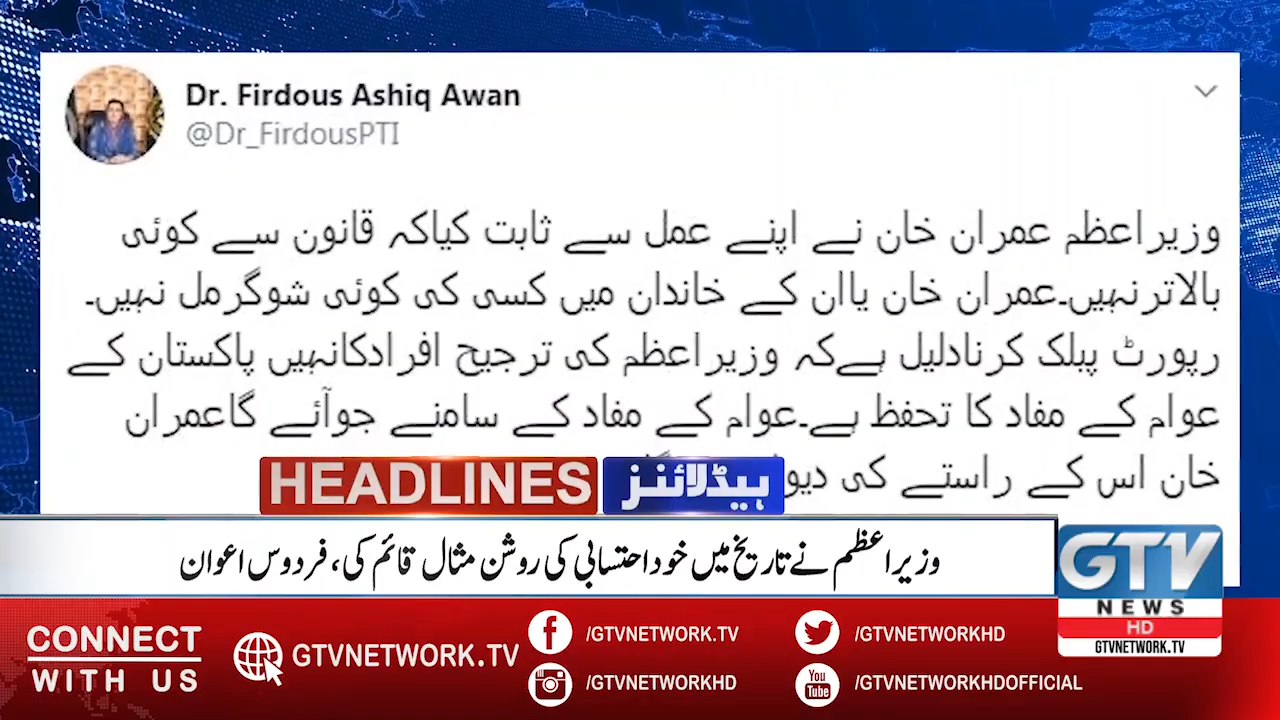 Dr. Firdous Ashiq Awan
@Dr_FirdousPTI
وزیراعظم عمران خان نے اپنے عمل سے ثابت کیاکہ قانون سے کوئی
بالاترنہیں۔عمران خان یاان کے خاندان میں کسی کی کوئی شوگرمل نہیں۔
رپورٹ پبلک کرنادلیل ہےکہ وزیراعظم کی ترجیح افرادکانہیں پاکستان کے
عوام کے مفاد کا تحفظ ہے۔عوام کے مفاد کے سامنے جوآئے گاعمران
خان اس کے راستے کی
HEADLINES ہیڈلائنز
وزیراعظم نے تاریخ میں خود احتسابی کی روشن مثال قائم کی، فردوس اعوان
GTV
NEWS
HD
GTVNETWORK.TV
CONNECT
WITH US
GTVNETWORK.TV
/GTVNETWORK.TV
/GTVNETWORKHD
/GTVNETWORKHD
You
Tube
/GTVNETWORKHDOFFICIAL